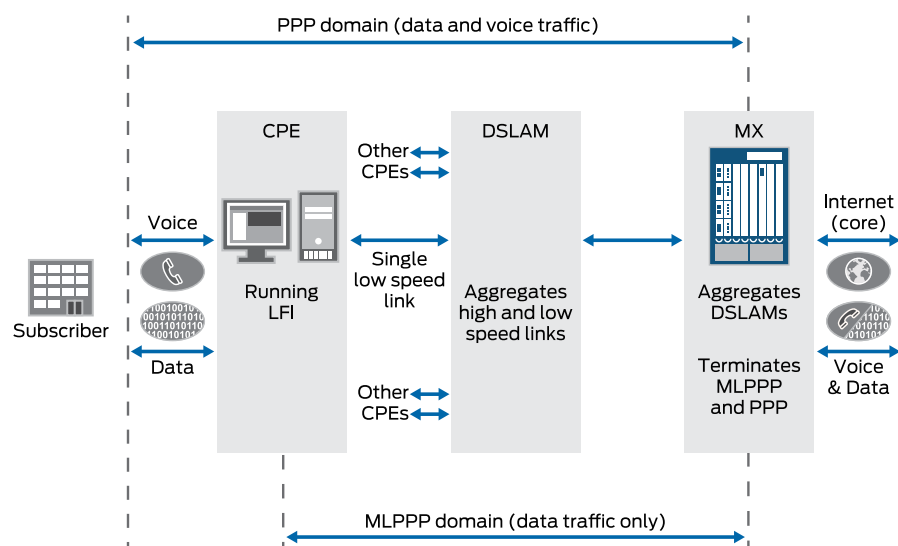 PPP domain (data and voice traffic)
CPE
DSLAM
MX
Other
CPEs
Voice
Internet
(core)
Single
low speed
link
Running
LFI
Aggregates
high and low
speed links
Aggregates
DSLAMs
Subscriber
Data
Terminates
MLPPP
and PPP
Voice
& Data
Other
CPEs
MLPPP domain (data traffic only)